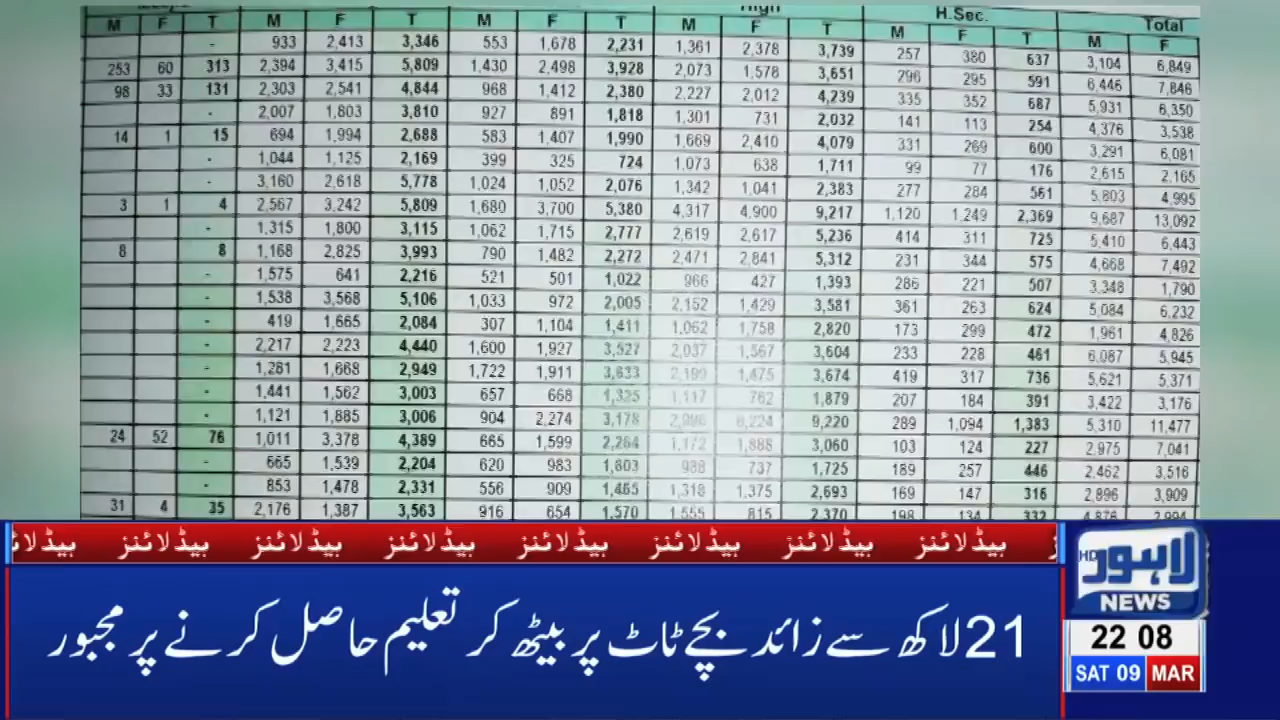 High H.Sec. Total
M F T M F T M F T M F T M F T M F
- 933 2,413 3,346 553 1,678 2,231 1,361 2,378 3,739 257 380 637 3,104 6,849
253 60 313 2,394 3,415 5,809 1,430 2,498 3,928 2,073 1,578 3,651 296 295 591 6,446 7,846
98 33 131 2,303 2,541 4,844 968 1,412 2,380 2,227 2,012 4,239 335 352 687 5,931 6,350
- 2,007 1,803 3,810 927 891 1,818 1,301 731 2,032 141 113 254 4,376 3,538
14 1 15 694 1,994 2,688 583 1,407 1,990 1,669 2,410 4,079 331 269 600 3,291 6,081
- 1,044 1,125 2,169 399 325 724 1,073 638 1,711 99 77 176 2,615 2,165
- 3,160 2,618 5,778 1,024 1,052 2,076 1,342 1,041 2,383 277 284 561 5,803 4,995
3 1 4 2,567 3,242 5,809 1,680 3,700 5,380 4,317 4,900 9,217 1,120 1,249 2,369 9,687 13,092
- 1,315 1,800 3,115 1,062 1,715 2,777 2,619 2,617 5,236 414 311 725 5,410 6,443
8 8 1,168 2,825 3,993 790 1,482 2,272 2,471 2,841 5,312 231 344 575 4,668 7,492
- 1,575 641 2,216 521 501 1,022 966 427 1,393 286 221 507 3,348 1,790
- 1,538 3,568 5,106 1,033 972 2,005 2,152 1,429 3,581 361 263 624 5,084 6,232
- 419 1,665 2,084 307 1,104 1,411 1,062 1,758 2,820 173 299 472 1,961 4,826
- 2,217 2,223 4,440 1,600 1,927 3,527 2,037 1,567 3,604 233 228 461 6,087 5,945
- 1,281 1,668 2,949 1,722 1,911 3,633 2,199 1,475 3,674 419 317 736 5,621 5,371
- 1,441 1,562 3,003 657 668 1,325 1,117 762 1,879 207 184 391 3,422 3,176
- 1,121 1,885 3,006 904 2,274 3,178 2,996 6,224 9,220 289 1,094 1,383 5,310 11,477
24 52 76 1,011 3,378 4,389 665 1,599 2,264 1,172 1,888 3,060 103 124 227 2,975 7,041
- 665 1,539 2,204 620 983 1,603 988 737 1,725 189 257 446 2,462 3,516
- 853 1,478 2,331 556 909 1,465 1,318 1,375 2,693 169 147 316 2,896 3,909
31 4 35 2,176 1,387 3,563 916 654 1,570 1,555 815 2,370 198 134 332 4,876 2,994
ہیڈلائنز ہیڈلائنز ہیڈلائنز ہیڈلائنز ہیڈلائنز ہیڈلائنز ہیڈلائنز ہیڈلائنز
21 لاکھ سے زائد بچے ٹاٹ پر بیٹھ کر تعلیم حاصل کرنے پر مجبور
HD لاہور
NEWS
22 08
SAT 09 MAR